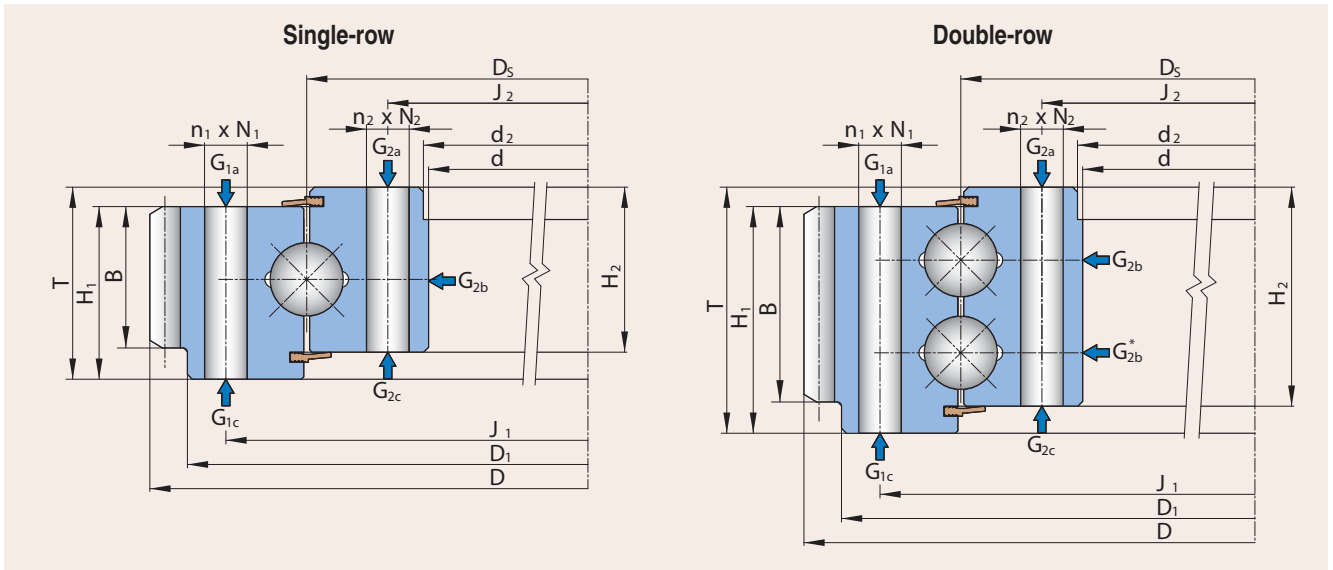 Single-row
Dₛ
J₂
n₁ x N₁
n₂ x N₂
d₂
G₁ₐ
G₂ₐ
d
T
H₁
B
G₂b
H₂
G₂c
G₁c
J₁
D₁
D
Double-row
Dₛ
J₂
n₁ x N₁
n₂ x N₂
d₂
G₁ₐ
G₂ₐ
d
T
H₁
B
G₂b
G₂b*
H₂
G₂c
G₁c
J₁
D₁
D